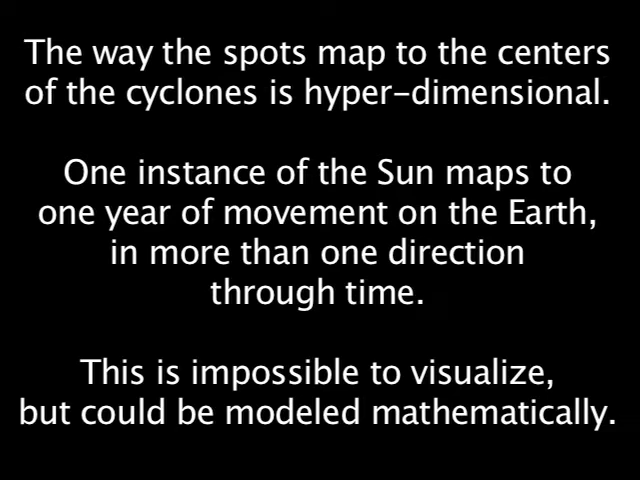 The way the spots map to the centers
of the cyclones is hyper-dimensional.
One instance of the Sun maps to
one year of movement on the Earth,
in more than one direction
through time.
This is impossible to visualize,
but could be modeled mathematically.